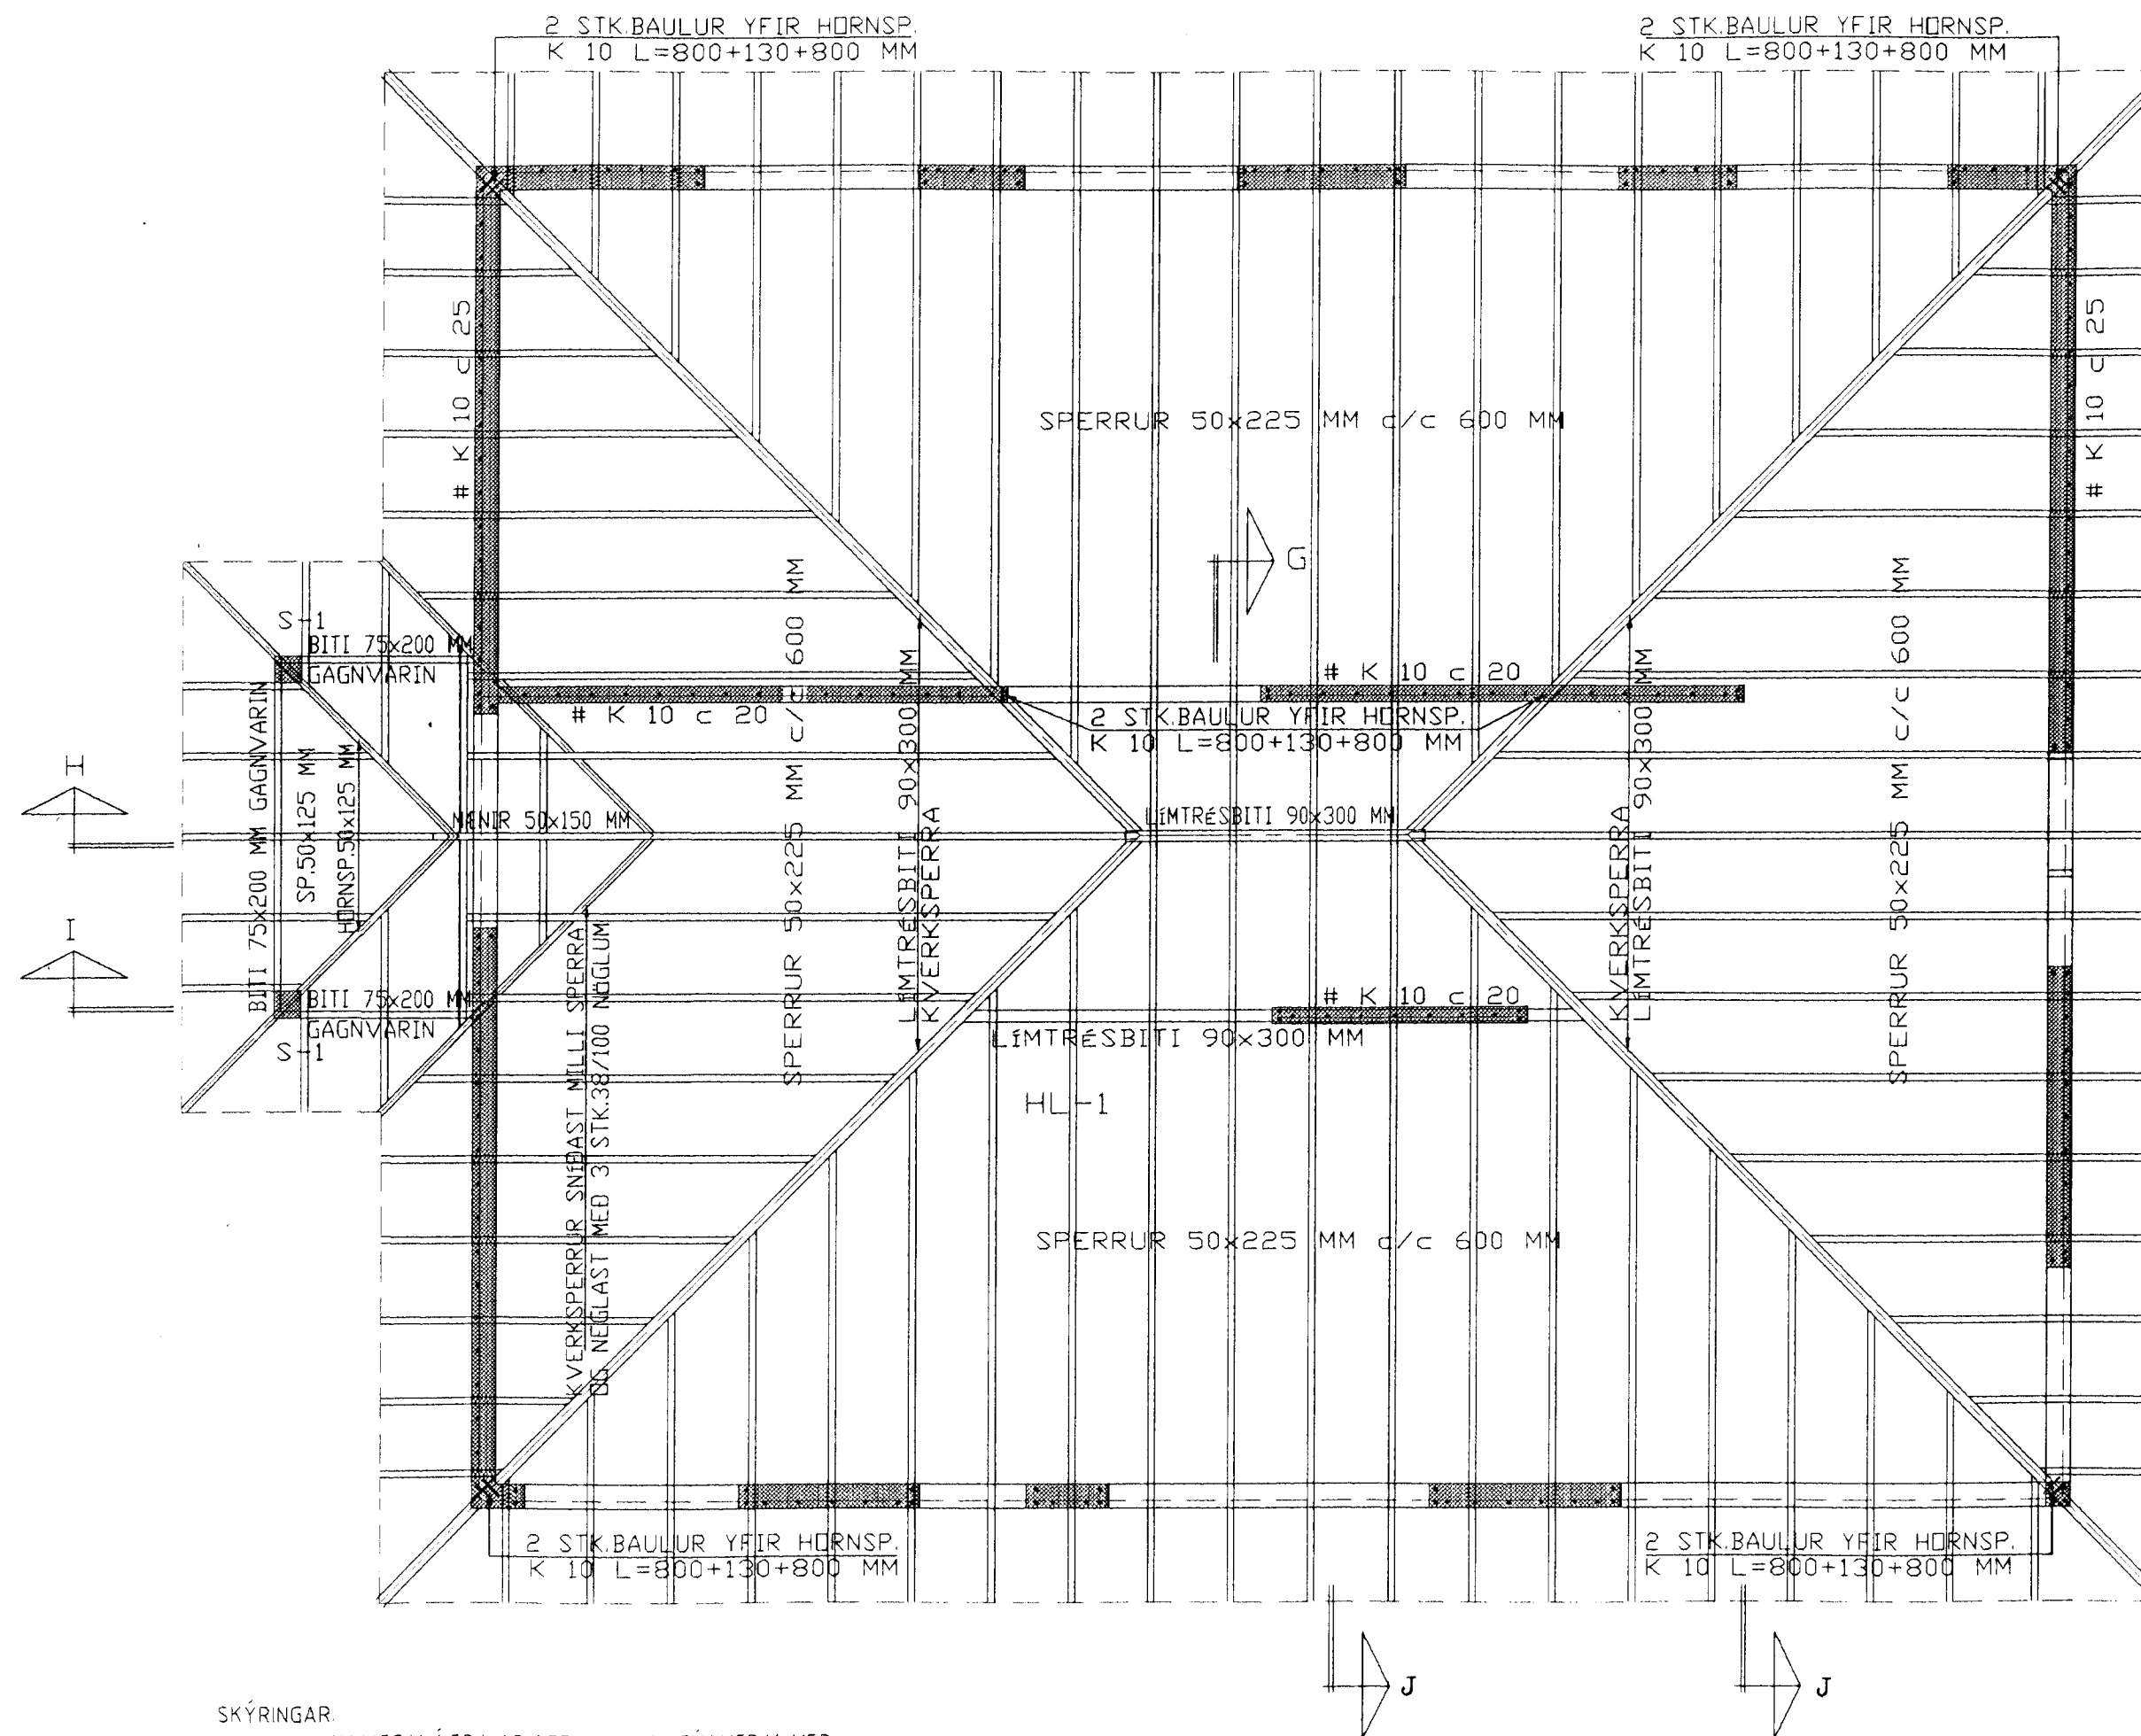 2 STK.BAULUR YFIR HORNSP.
K 10 L=800+130+800 MM
2 STK.BAULUR YFIR HORNSP.
K 10 L=800+130+800 MM
# K 10 c 25
# K 10 c 25
SPERRUR 50x225 MM c/c 600 MM
G
S-1
BITI 75x200 MM
GAGNVARIN
BITI 75x200 MM GAGNVARIN
SP.50x125 MM
HORNSP.50x125 MM
# K 10 c 20
# K 10 c 20
2 STK.BAULUR YFIR HORNSP.
K 10 L=800+130+800 MM
SPERRUR 50x225 MM c/c 600 MM
LÍMTRÉSBITI 90x300 MM
KVERKSPERRA
KVERKSPERRA
LÍMTRÉSBITI 90x300 MM
SPERRUR 50x225 MM c/c 600 MM
H
MÆNIR 50x150 MM
LÍMTRÉSBITI 90x300 MM
I
BITI 75x200 MM
GAGNVARIN
S-1
# K 10 c 20
LÍMTRÉSBITI 90x300 MM
HL-1
KVERKSPERRUR SNÍÐAST MILLI SPERRA
OG NEGLAST MEÐ 3 STK.38/100 NÖGLUM
SPERRUR 50x225 MM c/c 600 MM
2 STK.BAULUR YFIR HORNSP.
K 10 L=800+130+800 MM
2 STK.BAULUR YFIR HORNSP.
K 10 L=800+130+800 MM
J
J
SKÝRINGAR: